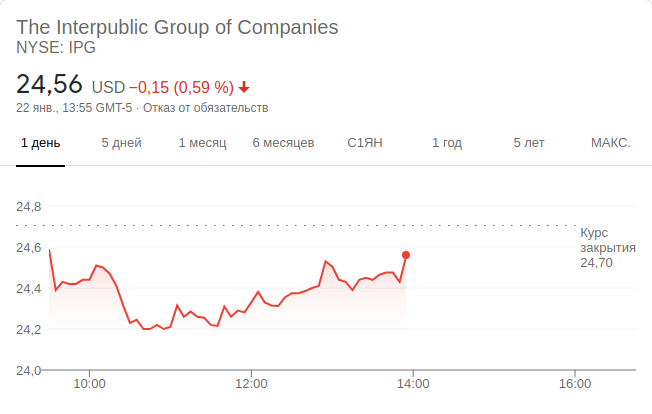 The Interpublic Group of Companies
NYSE: IPG
24,56 USD −0,15 (0,59 %)
22 янв., 13:55 GMT-5 · Отказ от обязательств
1 день 5 дней 1 месяц 6 месяцев С1ЯН 1 год 5 лет МАКС.
24,8
Курс
закрытия
24,70
24,6
24,4
24,2
24,0
10:00 12:00 14:00 16:00